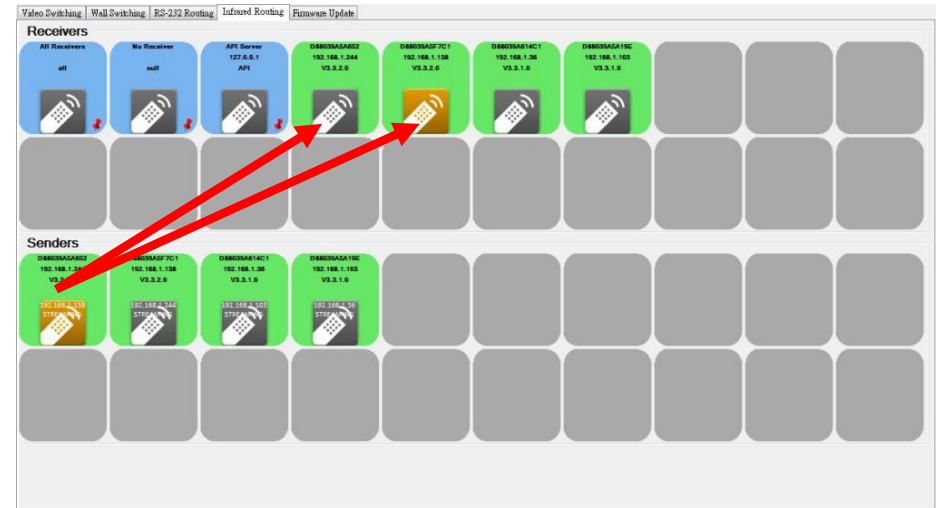 Video Switching Wall Switching RS-232 Routing Infrared Routing Firmware Update
Receivers
All Receivers
all
No Receiver
null
API Server
127.0.0.1
API
D88039A5A652
192.168.1.244
V3.3.2.0
D88039A5F7C1
192.168.1.138
V3.3.2.0
D88039A614C1
192.168.1.36
V3.3.1.0
D88039A5A19E
192.168.1.103
V3.3.1.0
Senders
D88039A5A652
192.168.1.138
D88039A5F7C1
192.168.1.138
V3.3.2.0
192.168.1.244
STREAMING
D88039A614C1
192.168.1.36
V3.3.1.0
192.168.1.103
STREAMING
D88039A5A19E
192.168.1.103
V3.3.1.0
192.168.1.36
STREAMING